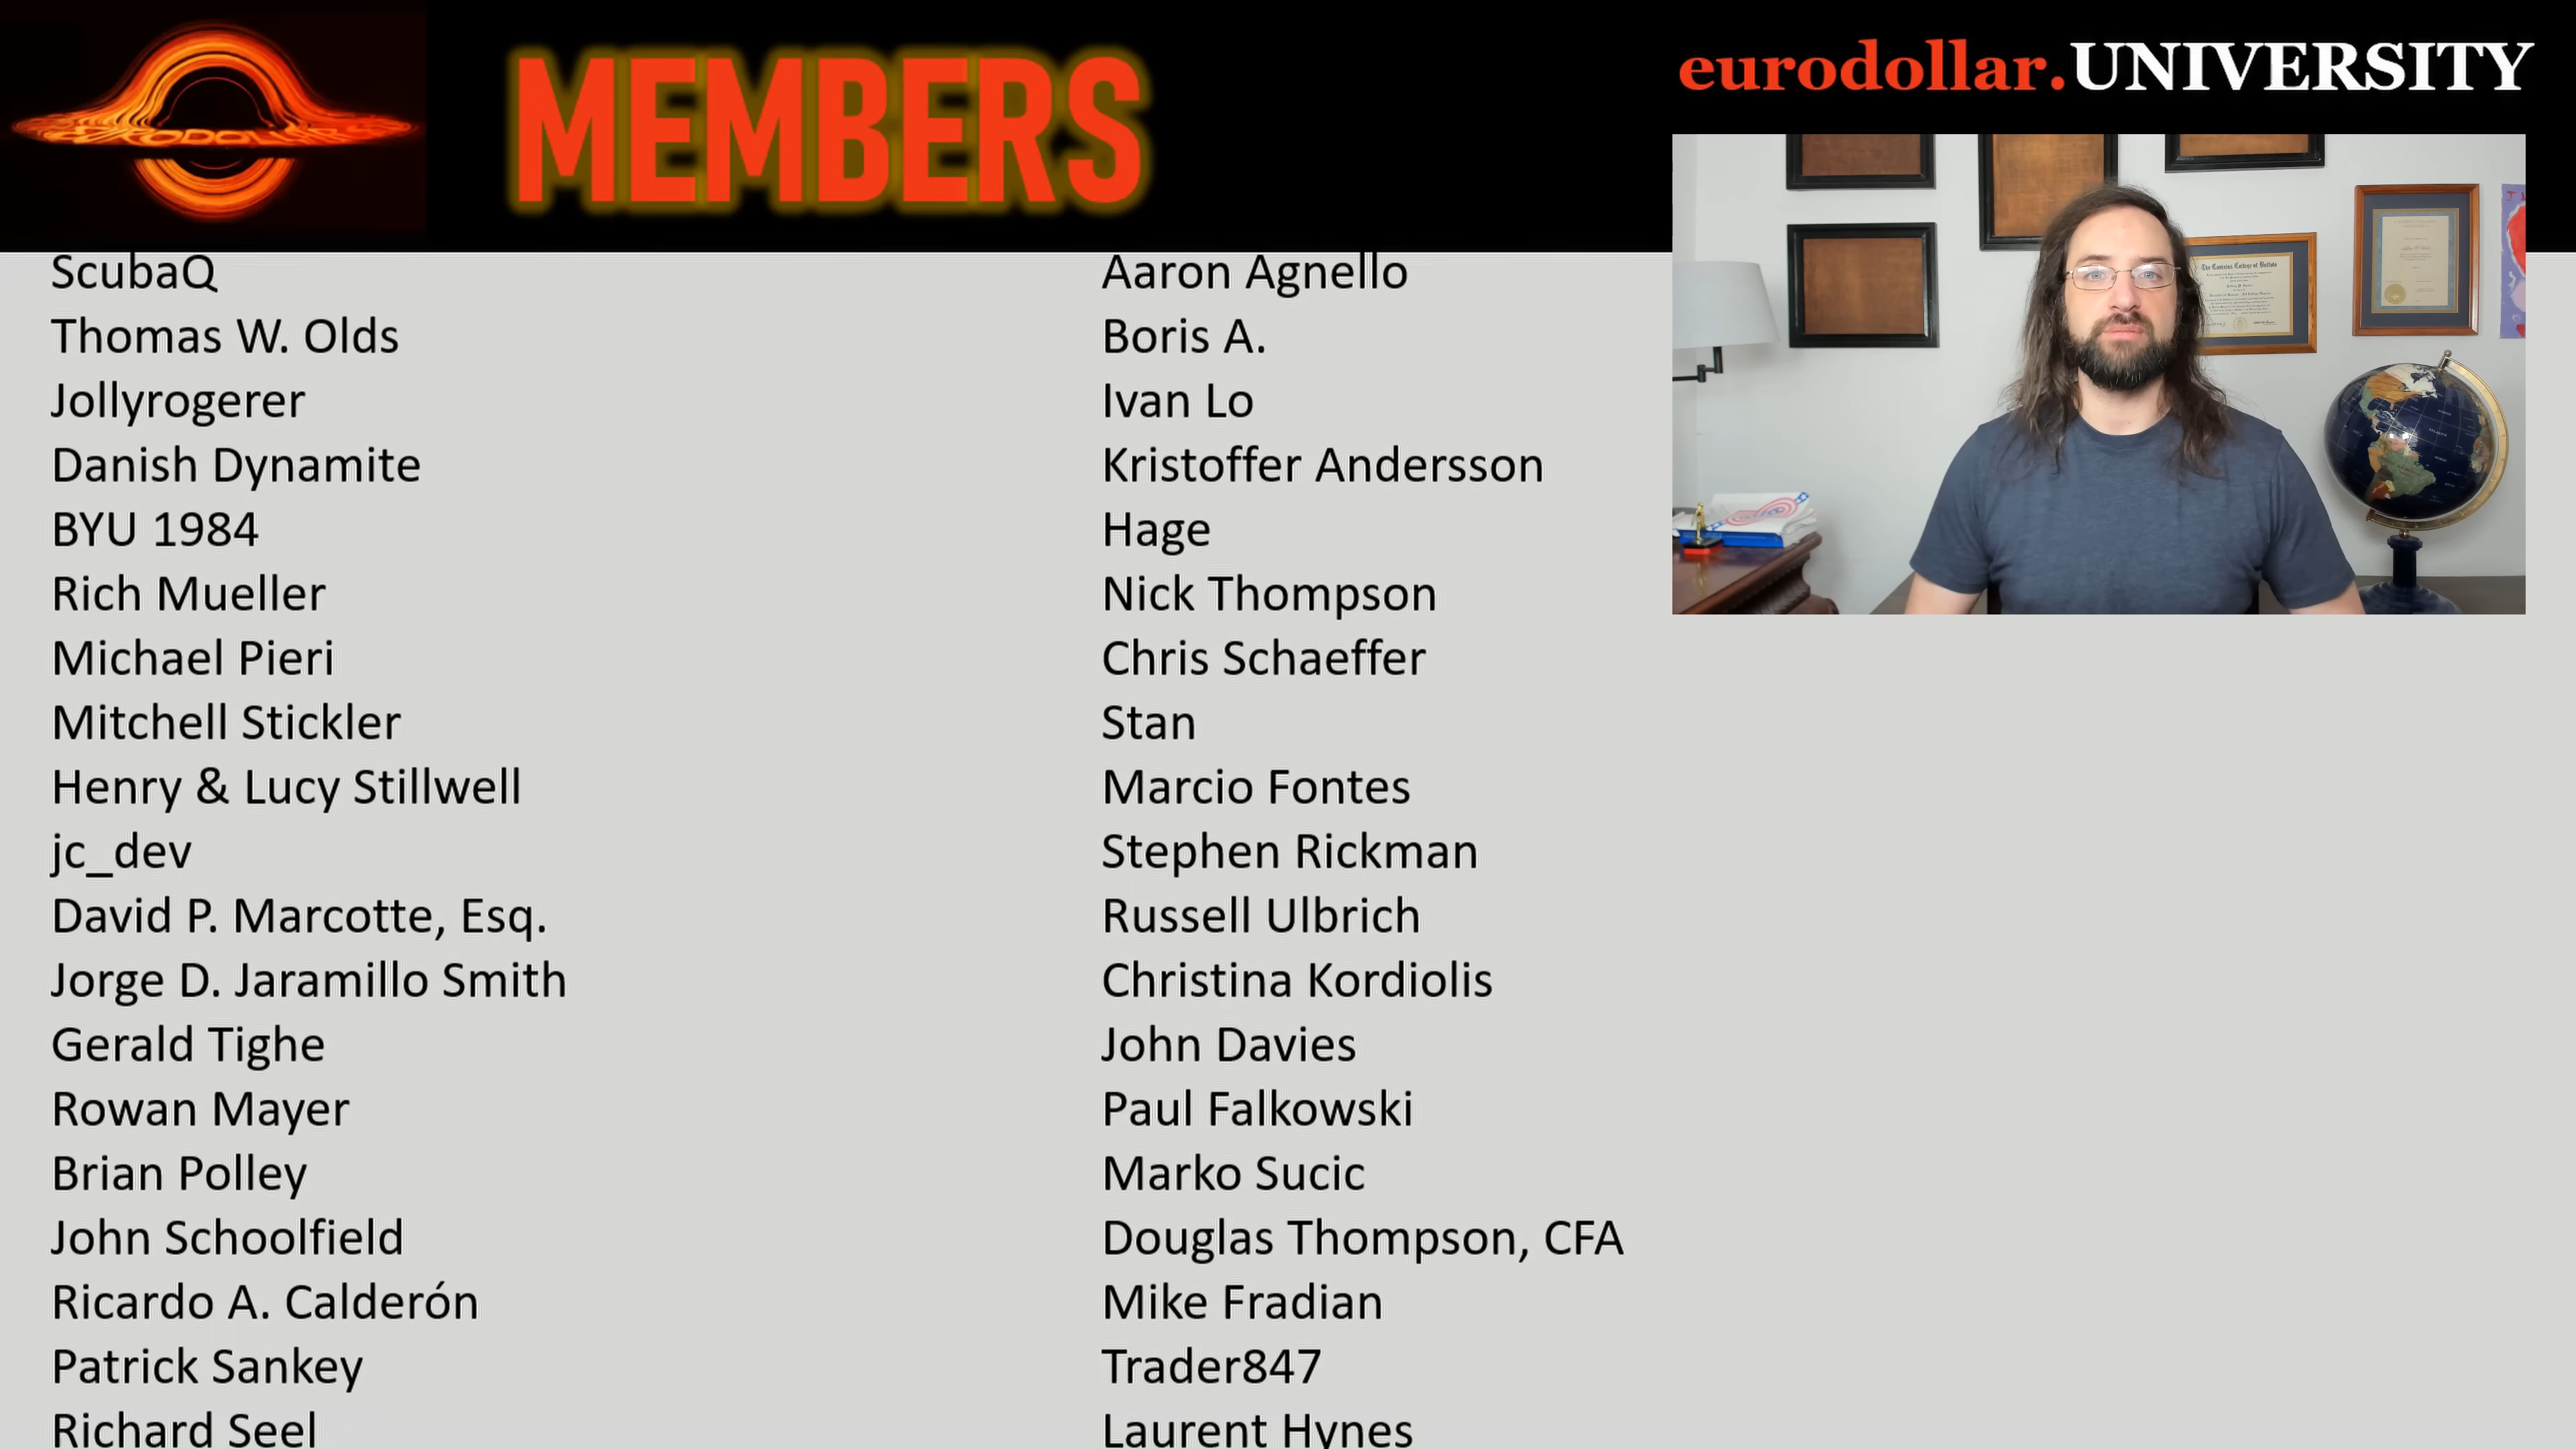 MEMBERS
eurodollar.UNIVERSITY
ScubaQ
Thomas W. Olds
Jollyrogerer
Danish Dynamite
BYU 1984
Rich Mueller
Michael Pieri
Mitchell Stickler
Henry & Lucy Stillwell
jc_dev
David P. Marcotte, Esq.
Jorge D. Jaramillo Smith
Gerald Tighe
Rowan Mayer
Brian Polley
John Schoolfield
Ricardo A. Calderón
Patrick Sankey
Richard Seel
Aaron Agnello
Boris A.
Ivan Lo
Kristoffer Andersson
Hage
Nick Thompson
Chris Schaeffer
Stan
Marcio Fontes
Stephen Rickman
Russell Ulbrich
Christina Kordiolis
John Davies
Paul Falkowski
Marko Sucic
Douglas Thompson, CFA
Mike Fradian
Trader847
Laurent Hynes